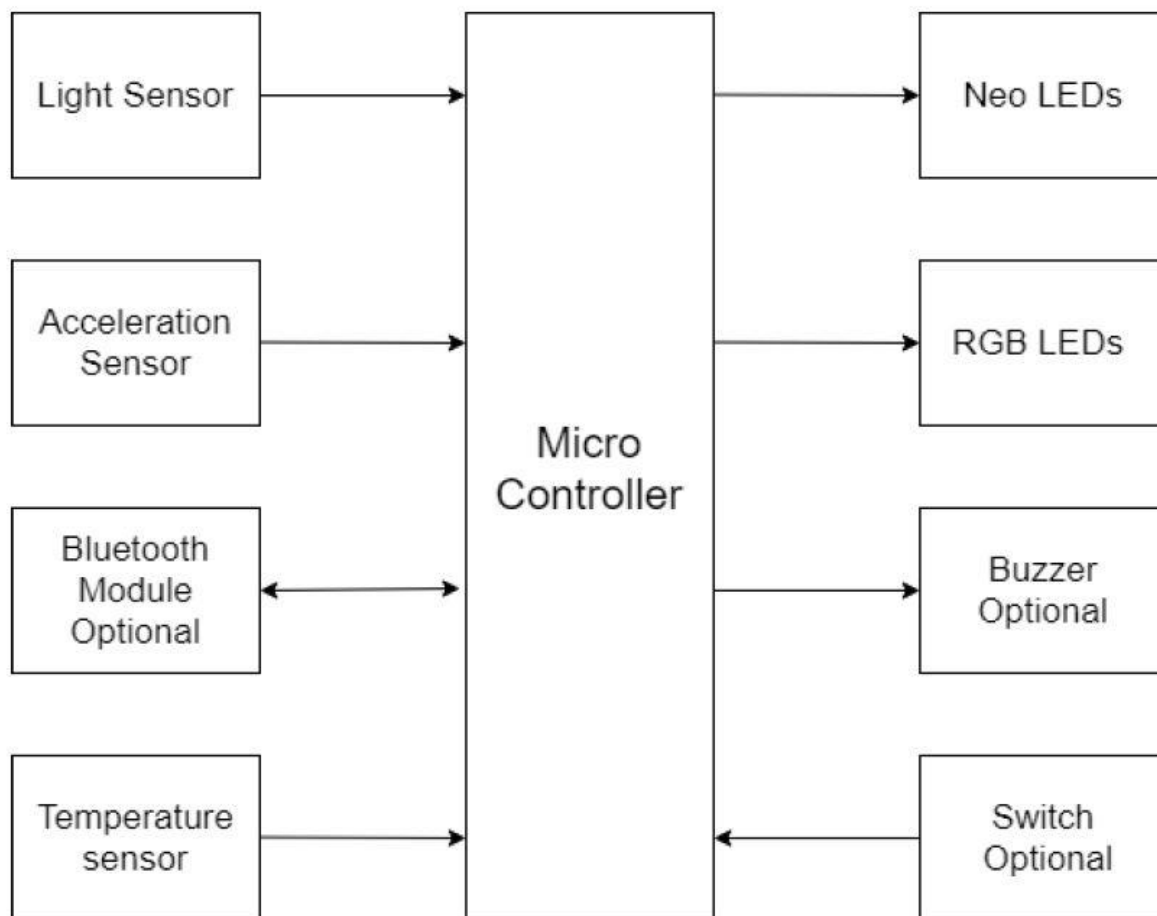 Light Sensor
Neo LEDs
Acceleration
Sensor
RGB LEDs
Micro
Controller
Bluetooth
Module
Optional
Buzzer
Optional
Temperature
sensor
Switch
Optional